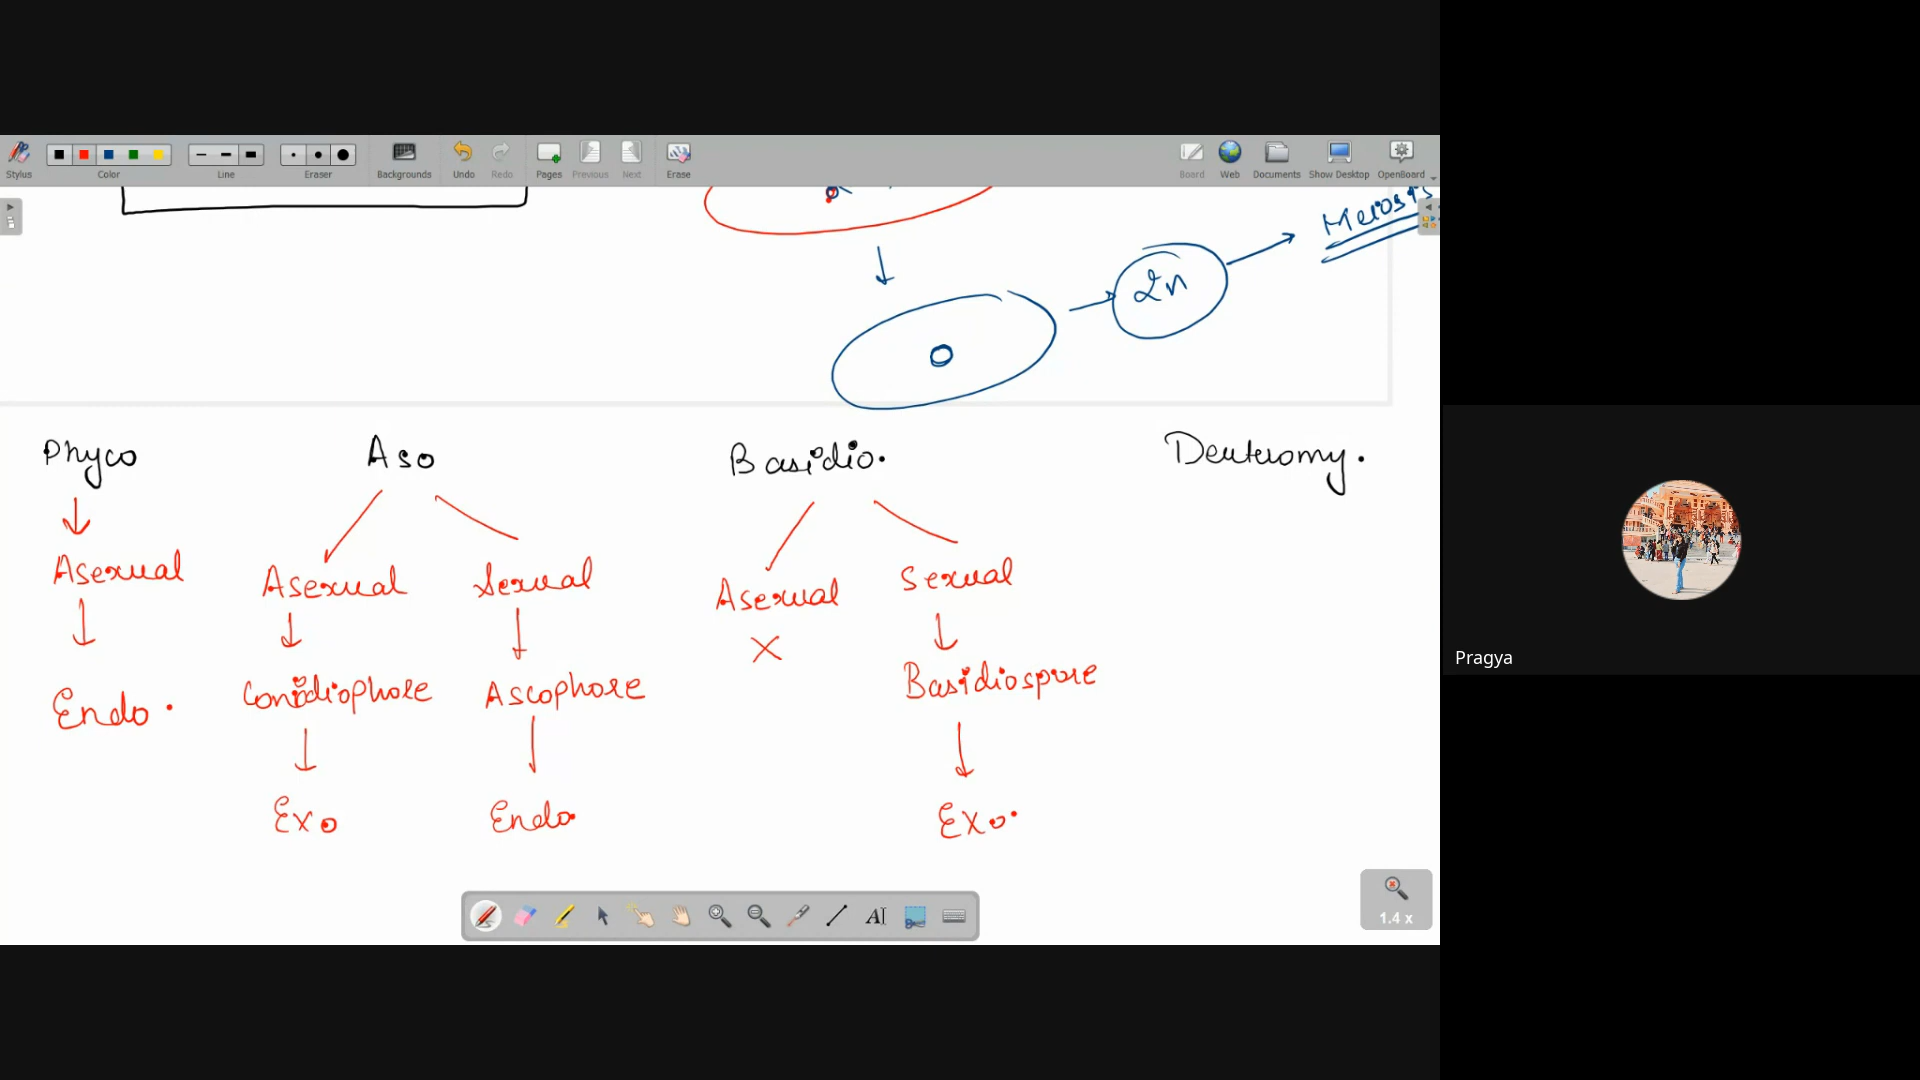 Stylus Color Line Eraser Backgrounds Undo Redo Pages Previous Next Erase Board Web Documents Show Desktop OpenBoard
Meiosis
2n
Phyco Aso Basidio. Deuteromy.
Asexual Asexual Sexual Asexual Sexual
X
Endo. Conidiophore Ascophore Basidiospore
Exo Endo. Exo.
Pragya
AI
1.4 x